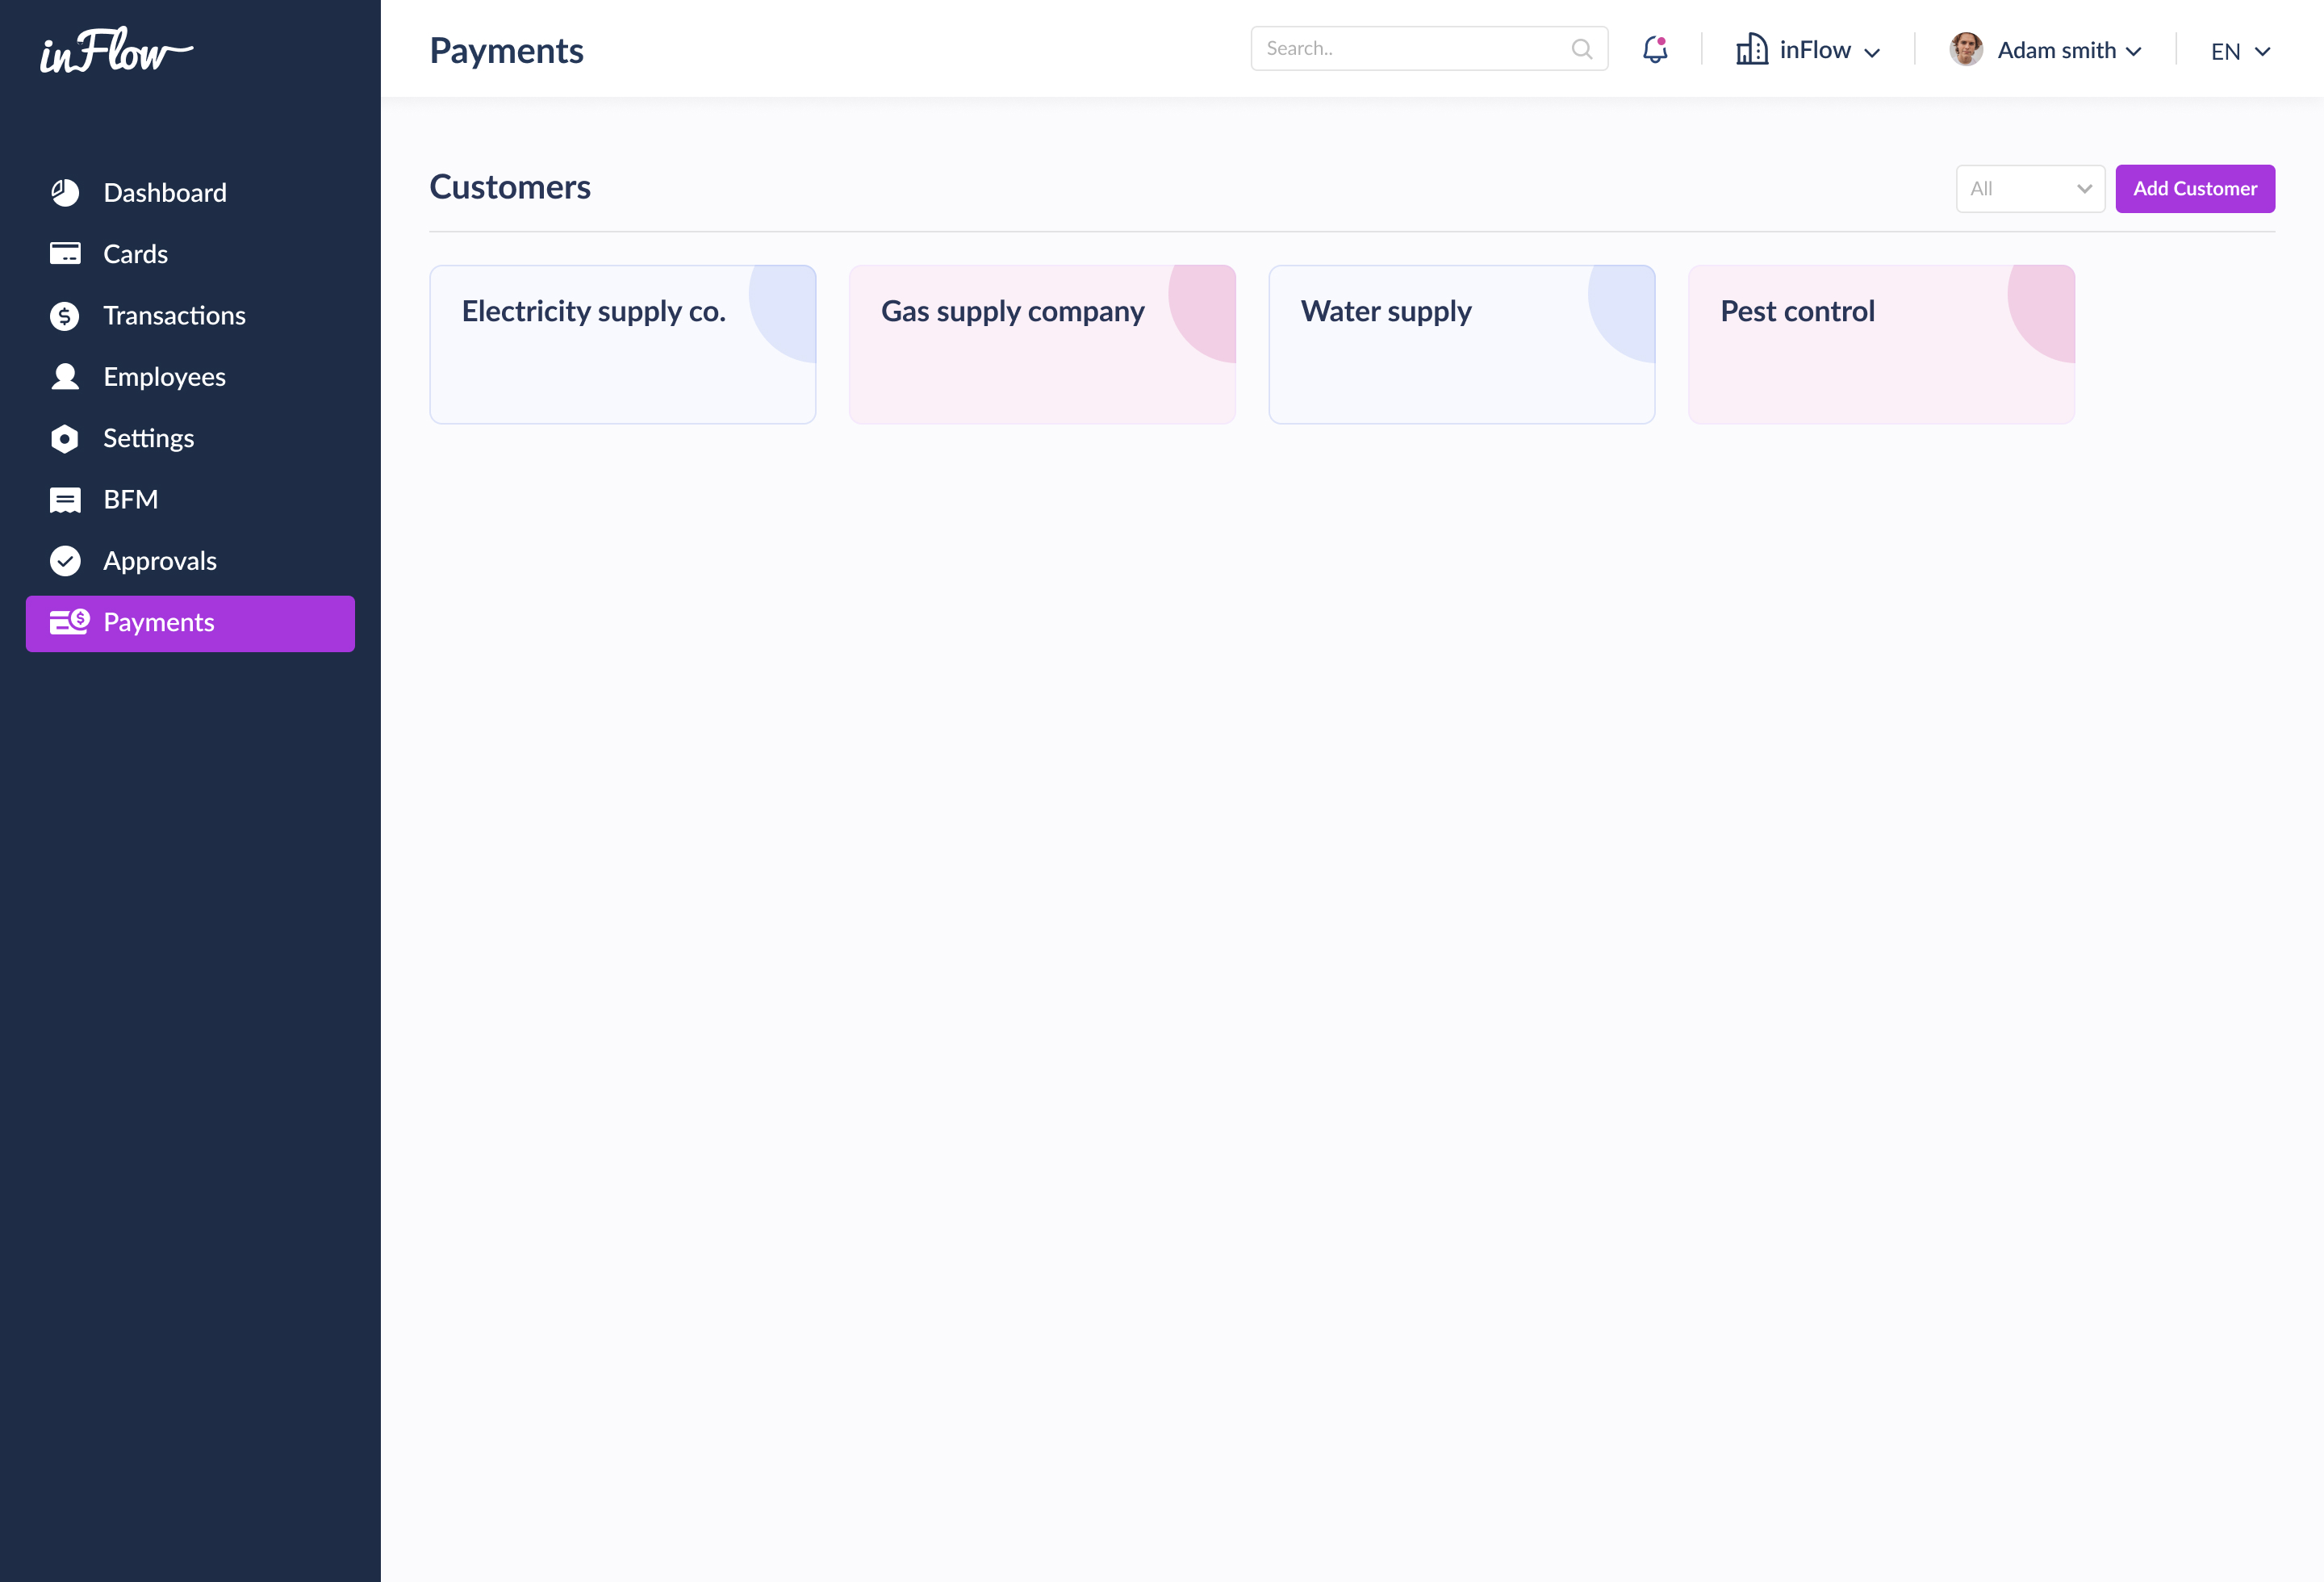 inFlow
Payments
Search..
inFlow
Adam smith
EN
Dashboard
Cards
Transactions
Employees
Settings
BFM
Approvals
Payments
Customers
All
Add Customer
Electricity supply co.
Gas supply company
Water supply
Pest control